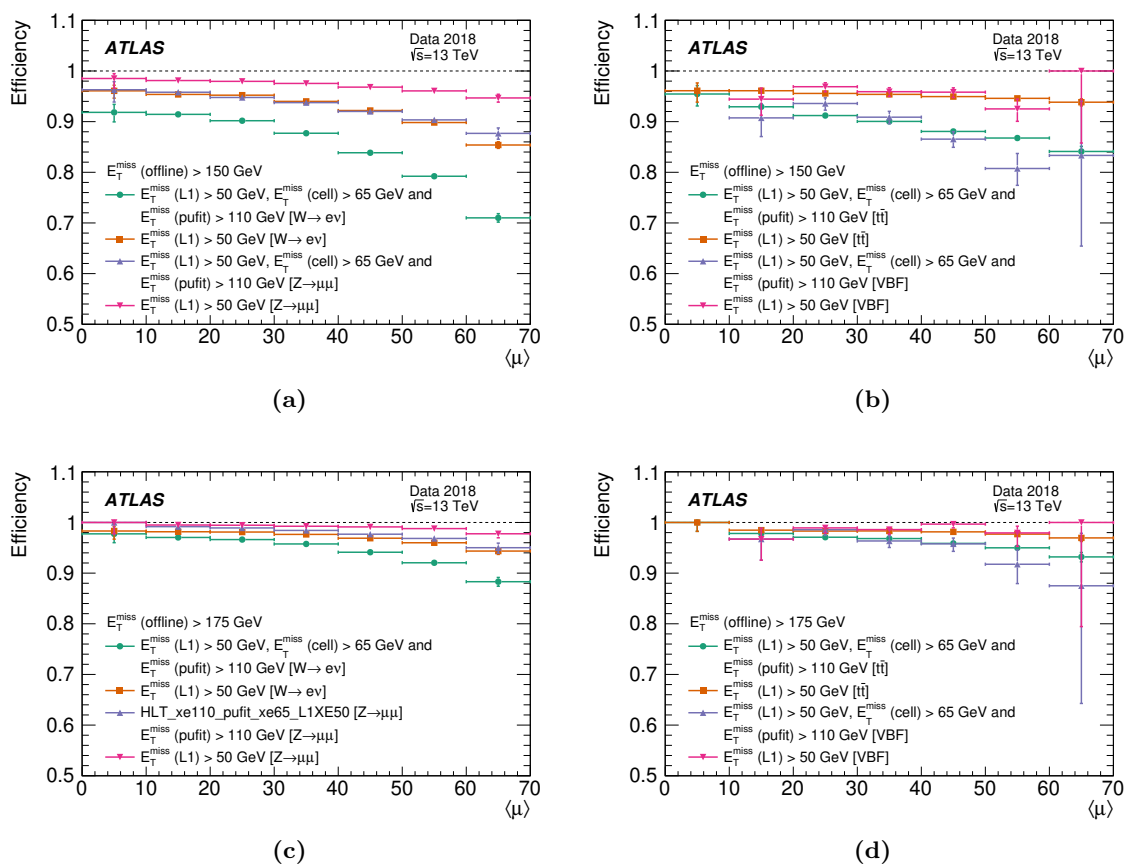 Efficiency
1.1
1
0.9
0.8
0.7
0.6
0.5
ATLAS
Data 2018
√s=13 TeV
E_T^miss (offline) > 150 GeV
E_T^miss (L1) > 50 GeV, E_T^miss (cell) > 65 GeV and
E_T^miss (pufit) > 110 GeV [W→ eν]
E_T^miss (L1) > 50 GeV [W→ eν]
E_T^miss (L1) > 50 GeV, E_T^miss (cell) > 65 GeV and
E_T^miss (pufit) > 110 GeV [Z→μμ]
E_T^miss (L1) > 50 GeV [Z→μμ]
0 10 20 30 40 50 60 70
⟨μ⟩
(a)
Efficiency
1.1
1
0.9
0.8
0.7
0.6
0.5
ATLAS
Data 2018
√s=13 TeV
E_T^miss (offline) > 150 GeV
E_T^miss (L1) > 50 GeV, E_T^miss (cell) > 65 GeV and
E_T^miss (pufit) > 110 GeV [tt̄]
E_T^miss (L1) > 50 GeV [tt̄]
E_T^miss (L1) > 50 GeV, E_T^miss (cell) > 65 GeV and
E_T^miss (pufit) > 110 GeV [VBF]
E_T^miss (L1) > 50 GeV [VBF]
0 10 20 30 40 50 60 70
⟨μ⟩
(b)
Efficiency
1.1
1
0.9
0.8
0.7
0.6
0.5
ATLAS
Data 2018
√s=13 TeV
E_T^miss (offline) > 175 GeV
E_T^miss (L1) > 50 GeV, E_T^miss (cell) > 65 GeV and
E_T^miss (pufit) > 110 GeV [W→ eν]
E_T^miss (L1) > 50 GeV [W→ eν]
HLT_xe110_pufit_xe65_L1XE50 [Z→μμ]
E_T^miss (pufit) > 110 GeV [Z→μμ]
E_T^miss (L1) > 50 GeV [Z→μμ]
0 10 20 30 40 50 60 70
⟨μ⟩
(c)
Efficiency
1.1
1
0.9
0.8
0.7
0.6
0.5
ATLAS
Data 2018
√s=13 TeV
E_T^miss (offline) > 175 GeV
E_T^miss (L1) > 50 GeV, E_T^miss (cell) > 65 GeV and
E_T^miss (pufit) > 110 GeV [tt̄]
E_T^miss (L1) > 50 GeV [tt̄]
E_T^miss (L1) > 50 GeV, E_T^miss (cell) > 65 GeV and
E_T^miss (pufit) > 110 GeV [VBF]
E_T^miss (L1) > 50 GeV [VBF]
0 10 20 30 40 50 60 70
⟨μ⟩
(d)